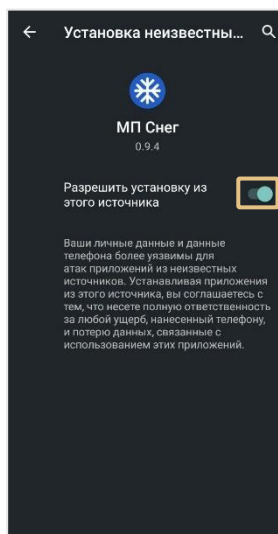 Установка неизвестны...
МП Снег
0.9.4
Разрешить установку из
этого источника
Ваши личные данные и данные
телефона более уязвимы для
атак приложений из неизвестных
источников. Устанавливая приложения
из этого источника, вы соглашаетесь с
тем, что несете полную ответственность
за любой ущерб, нанесенный телефону,
и потерю данных, связанные с
использованием этих приложений.